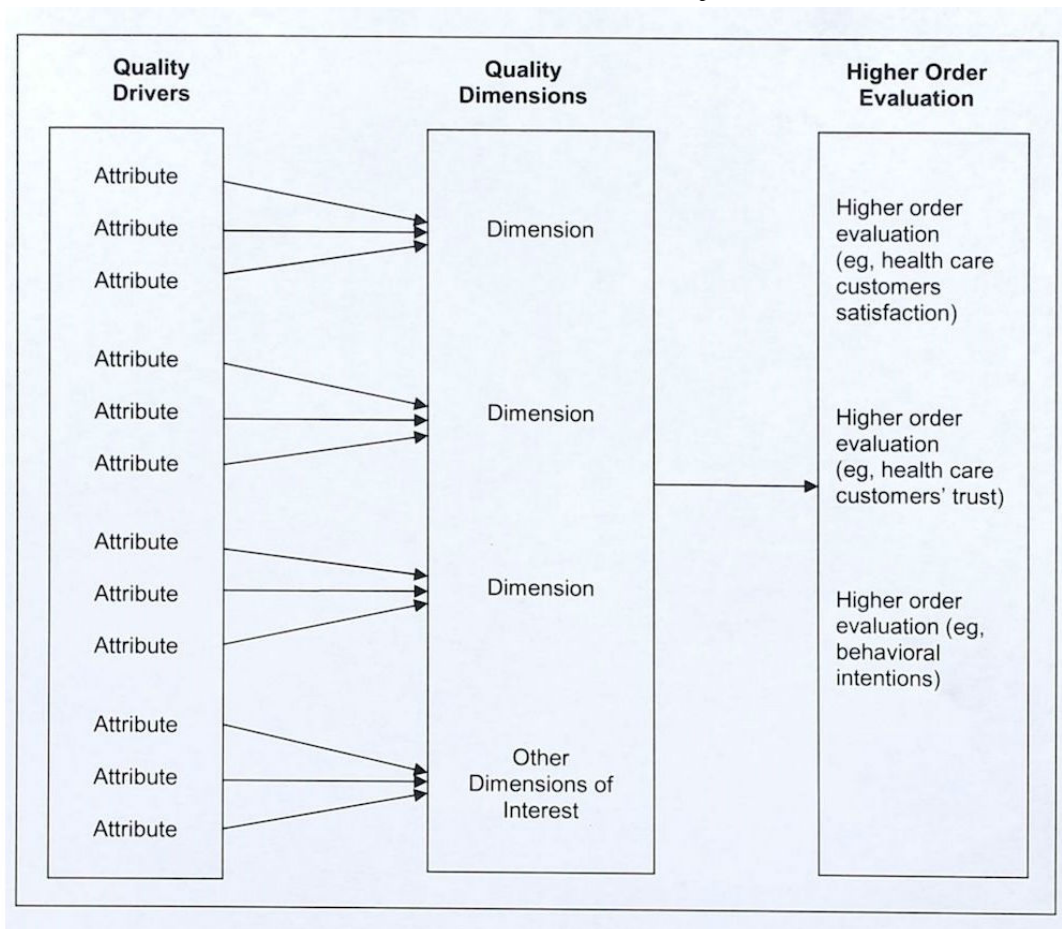 Quality
Drivers
Attribute
Attribute
Attribute
Attribute
Attribute
Attribute
Attribute
Attribute
Attribute
Attribute
Attribute
Attribute
Quality
Dimensions
Dimension
Dimension
Dimension
Other
Dimensions of
Interest
Higher Order
Evaluation
Higher order
evaluation
(eg, health care
customers
satisfaction)
Higher order
evaluation
(eg, health care
customers' trust)
Higher order
evaluation (eg,
behavioral
intentions)